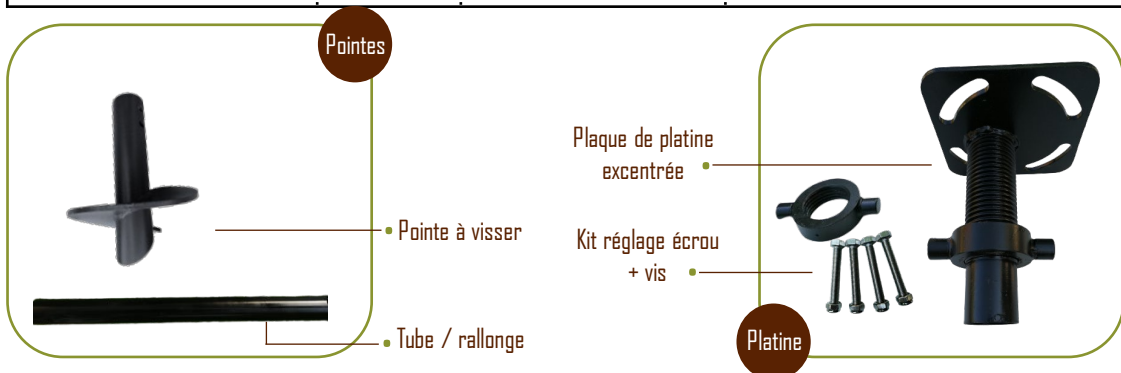 Pointes
Pointe à visser
Tube / rallonge
Plaque de platine
excentrée
Kit réglage écrou
+ vis
Platine